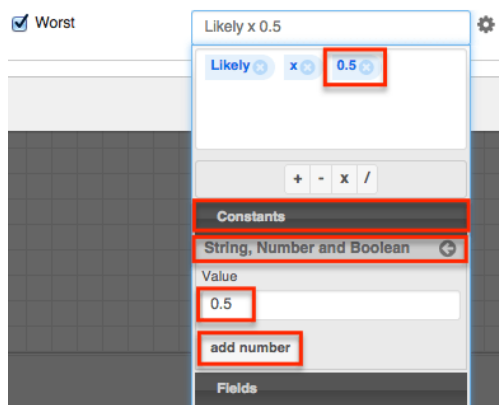 Worst
Likely x 0.5
Likely x 0.5
+ - x /
Constants
String, Number and Boolean
Value
0.5
add number
Fields